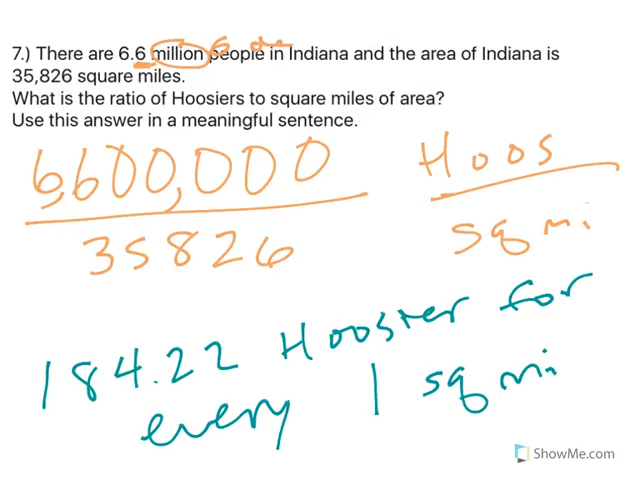 7.) There are 6.6 million people in Indiana and the area of Indiana is
35,826 square miles.
What is the ratio of Hoosiers to square miles of area?
Use this answer in a meaningful sentence.
6,600,000 Hoos
35826 sq mi
184.22 Hoosier for
every 1 sq mi
ShowMe.com